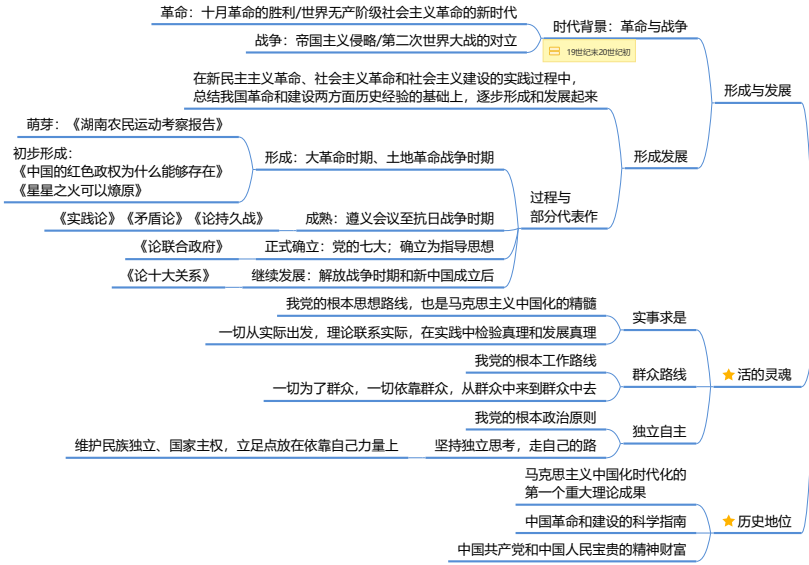 革命：十月革命的胜利/世界无产阶级社会主义革命的新时代
战争：帝国主义侵略/第二次世界大战的对立
时代背景：革命与战争
19世纪末20世纪初
形成与发展
在新民主主义革命、社会主义革命和社会主义建设的实践过程中，
总结我国革命和建设两方面历史经验的基础上，逐步形成和发展起来
形成发展
萌芽：《湖南农民运动考察报告》
初步形成：
《中国的红色政权为什么能够存在》
《星星之火可以燎原》
形成：大革命时期、土地革命战争时期
过程与
部分代表作
《实践论》《矛盾论》《论持久战》
成熟：遵义会议至抗日战争时期
《论联合政府》
正式确立：党的七大；确立为指导思想
《论十大关系》
继续发展：解放战争时期和新中国成立后
我党的根本思想路线，也是马克思主义中国化的精髓
一切从实际出发，理论联系实际，在实践中检验真理和发展真理
实事求是
我党的根本工作路线
一切为了群众，一切依靠群众，从群众中来到群众中去
群众路线
活的灵魂
我党的根本政治原则
维护民族独立、国家主权，立足点放在依靠自己力量上
坚持独立思考，走自己的路
独立自主
马克思主义中国化时代化的
第一个重大理论成果
中国革命和建设的科学指南
历史地位
中国共产党和中国人民宝贵的精神财富